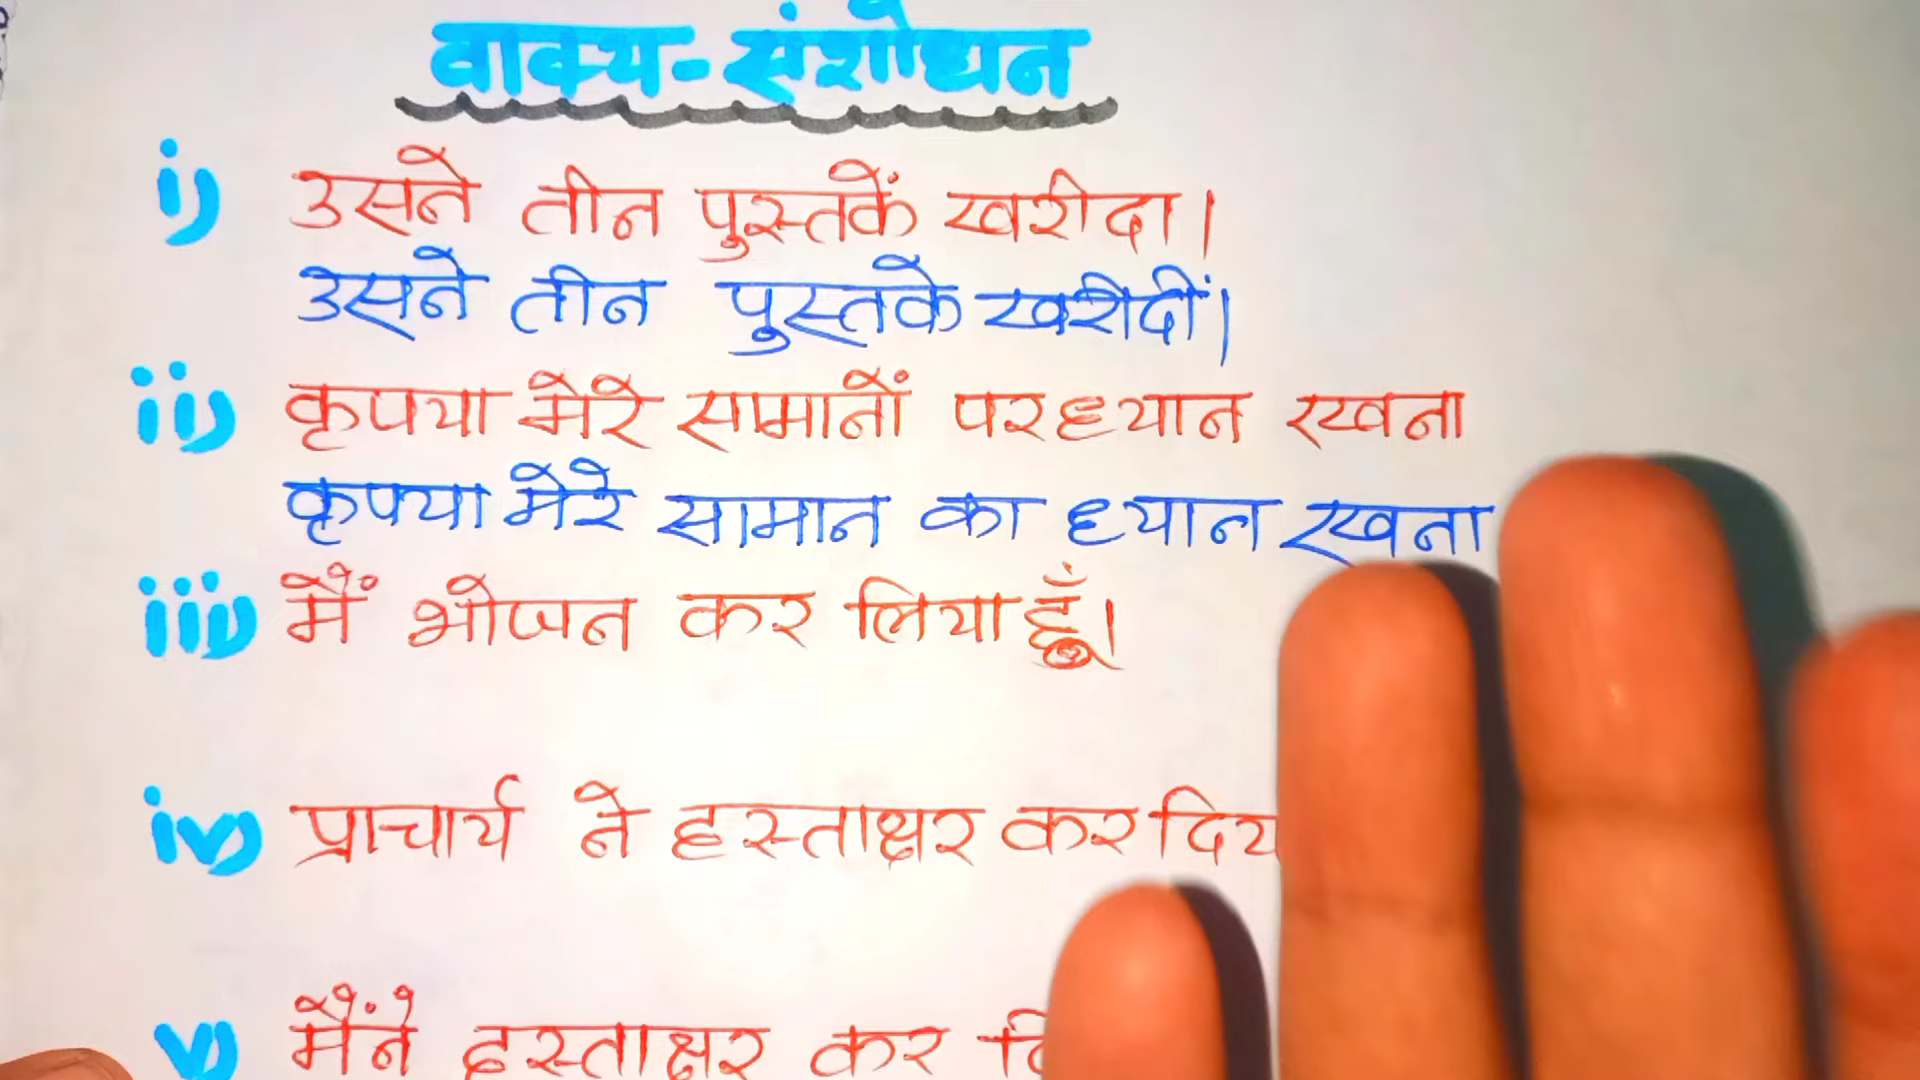 वाक्य-संशोधन
i) उसने तीन पुस्तकें खरीदा।
उसने तीन पुस्तके खरीदीं।
ii) कृपया मेरे सामानों पर ध्यान रखना
कृपया मेरे सामान का ध्यान रखना
iii) मैं भोजन कर लिया हूँ।
iv) प्राचार्य ने हस्ताक्षर कर
v) मैंने हस्ताक्षर कर